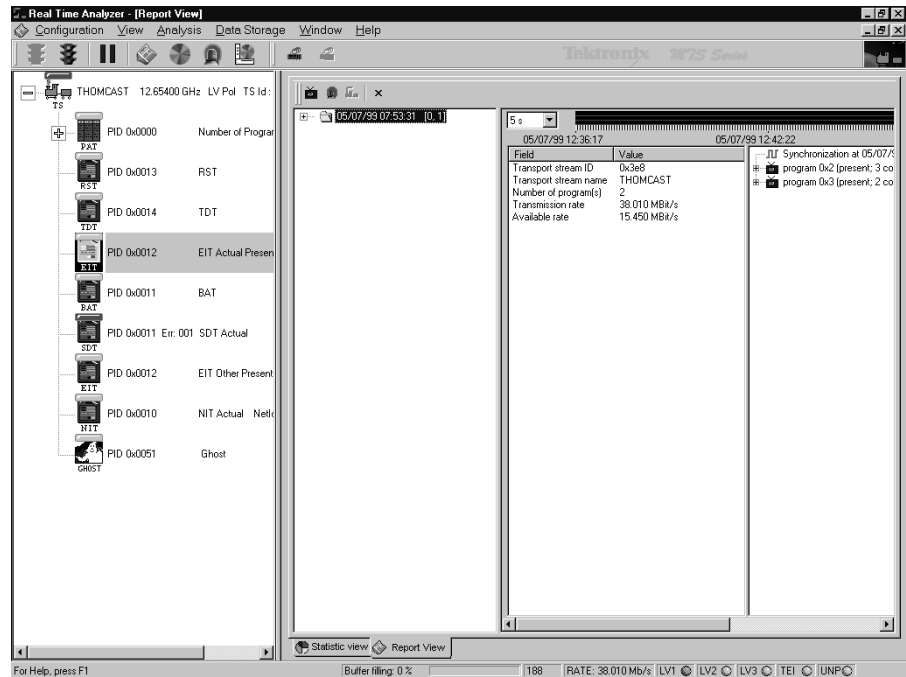 Real Time Analyzer - [Report View]
Configuration View Analysis Data Storage Window Help
Tektronix MTS Series
THOMCAST 12.65400 GHz LV Pol TS Id:
TS
PID 0x0000 Number of Prograr
PAT
PID 0x0013 RST
RST
PID 0x0014 TDT
TDT
PID 0x0012 EIT Actual Presen
EIT
PID 0x0011 BAT
BAT
PID 0x0011 Err: 001 SDT Actual
SDT
PID 0x0012 EIT Other Present
EIT
PID 0x0010 NIT Actual Netlo
NIT
PID 0x0051 Ghost
GHOST
05/07/99 07:53:31 [0, 1]
5 s
05/07/99 12:36:17 05/07/99 12:42:22
Field Value
Transport stream ID 0x3e8
Transport stream name THOMCAST
Number of program(s) 2
Transmission rate 38.010 MBit/s
Available rate 15.450 MBit/s
Synchronization at 05/07/9
program 0x2 (present; 3 co
program 0x3 (present; 2 co
Statistic view Report View
For Help, press F1 Buffer filling: 0 % 188 RATE: 38.010 Mb/s LV1 LV2 LV3 TEI UNP